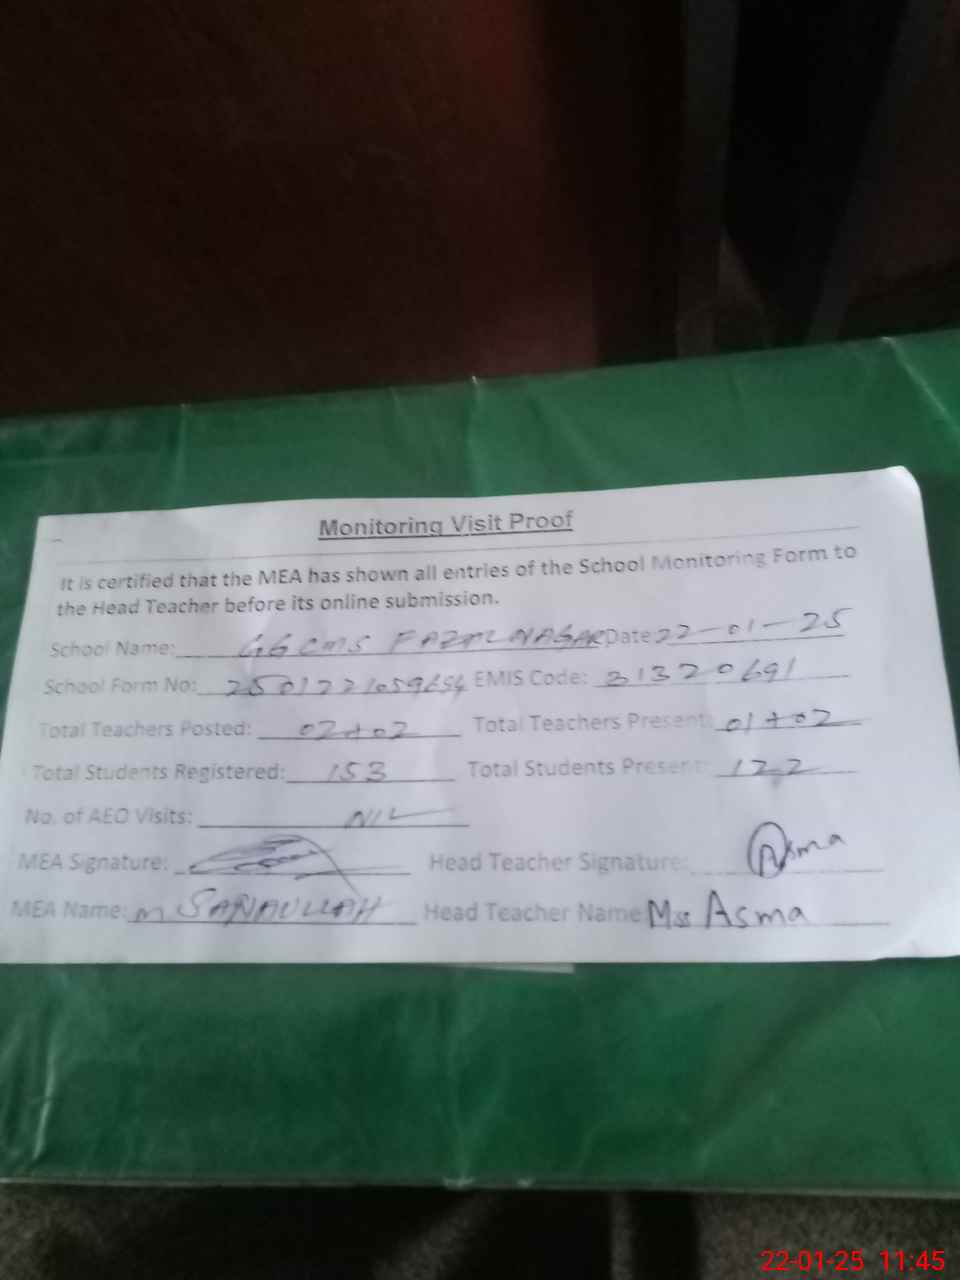 Monitoring Visit Proof
It is certified that the MEA has shown all entries of the School Monitoring Form to
the Head Teacher before its online submission.
School Name: GGCMS FAZAL NAGAR Date: 22-01-25
School Form No: EMIS Code: 31320691
Total Teachers Posted: 02+02 Total Teachers Present: 01+02
Total Students Registered: 153 Total Students Present: 122
No. of AEO Visits: NIL
MEA Signature: Head Teacher Signature: Asma
MEA Name: M SANAULLAH Head Teacher Name: Miss Asma
22-01-25 11:45